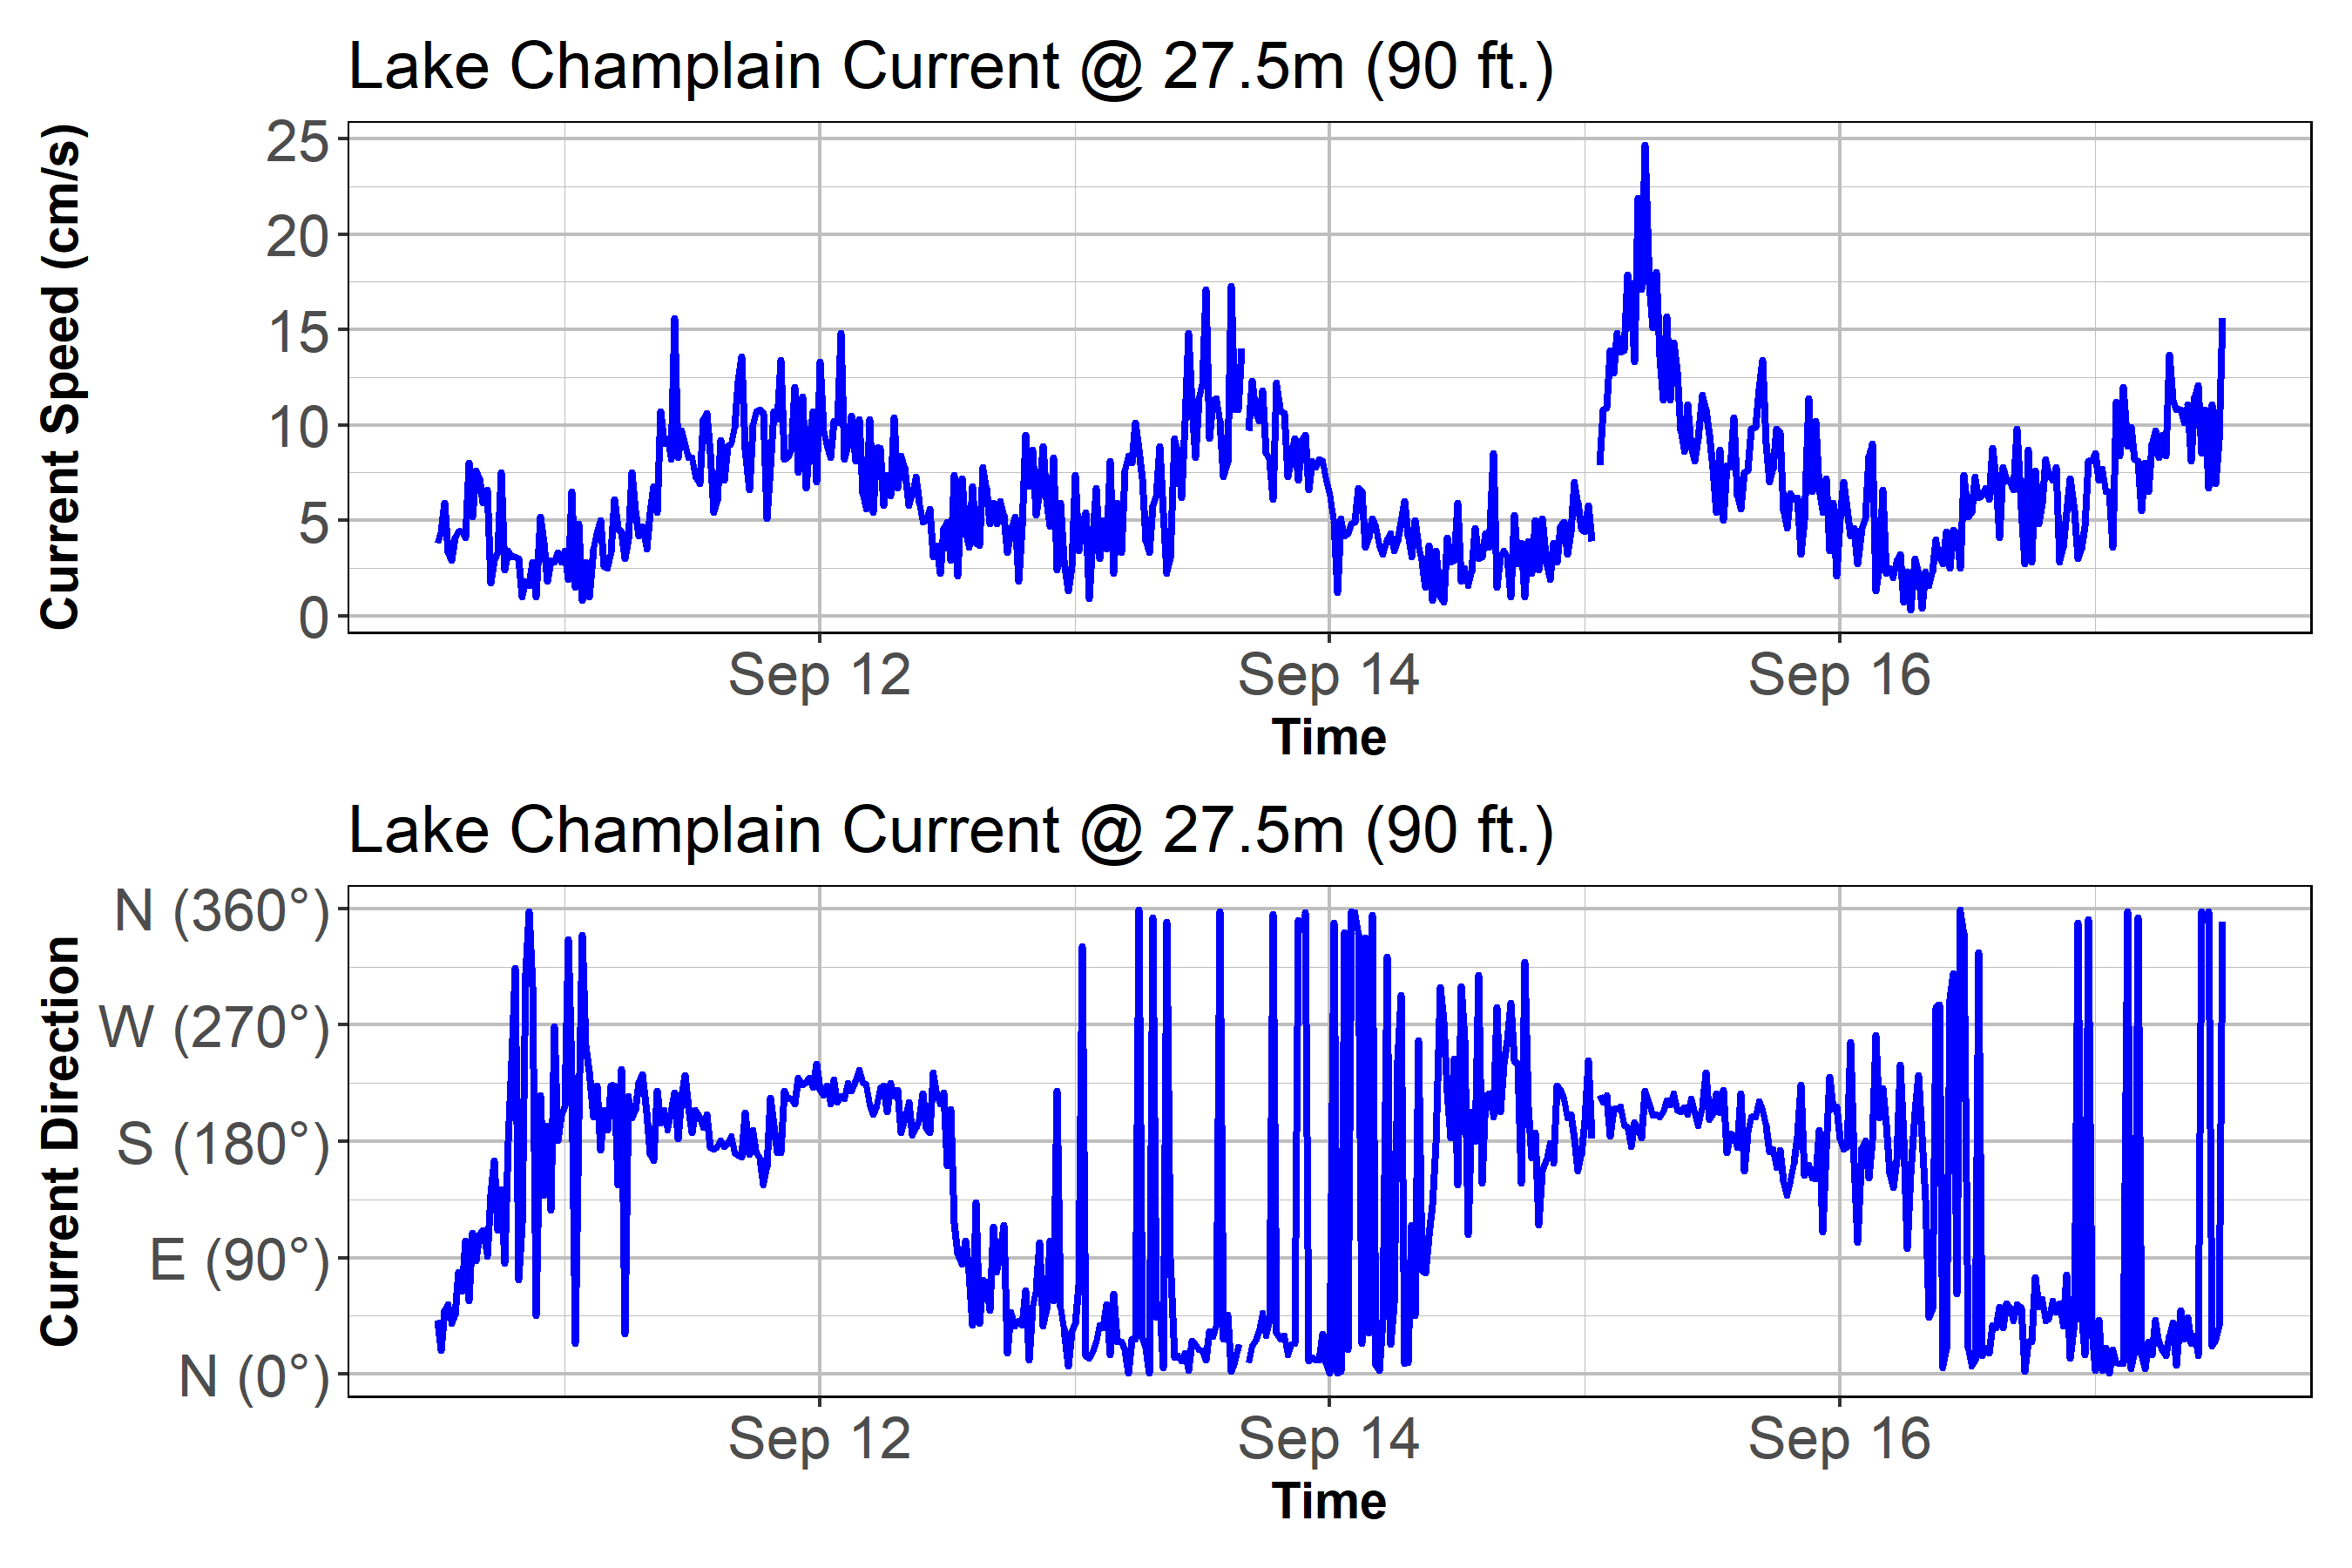 Lake Champlain Current @ 27.5m (90 ft.)
Current Speed (cm/s)
25
20
15
10
5
0
Sep 12
Sep 14
Sep 16
Time
Lake Champlain Current @ 27.5m (90 ft.)
Current Direction
N (360°)
W (270°)
S (180°)
E (90°)
N (0°)
Sep 12
Sep 14
Sep 16
Time